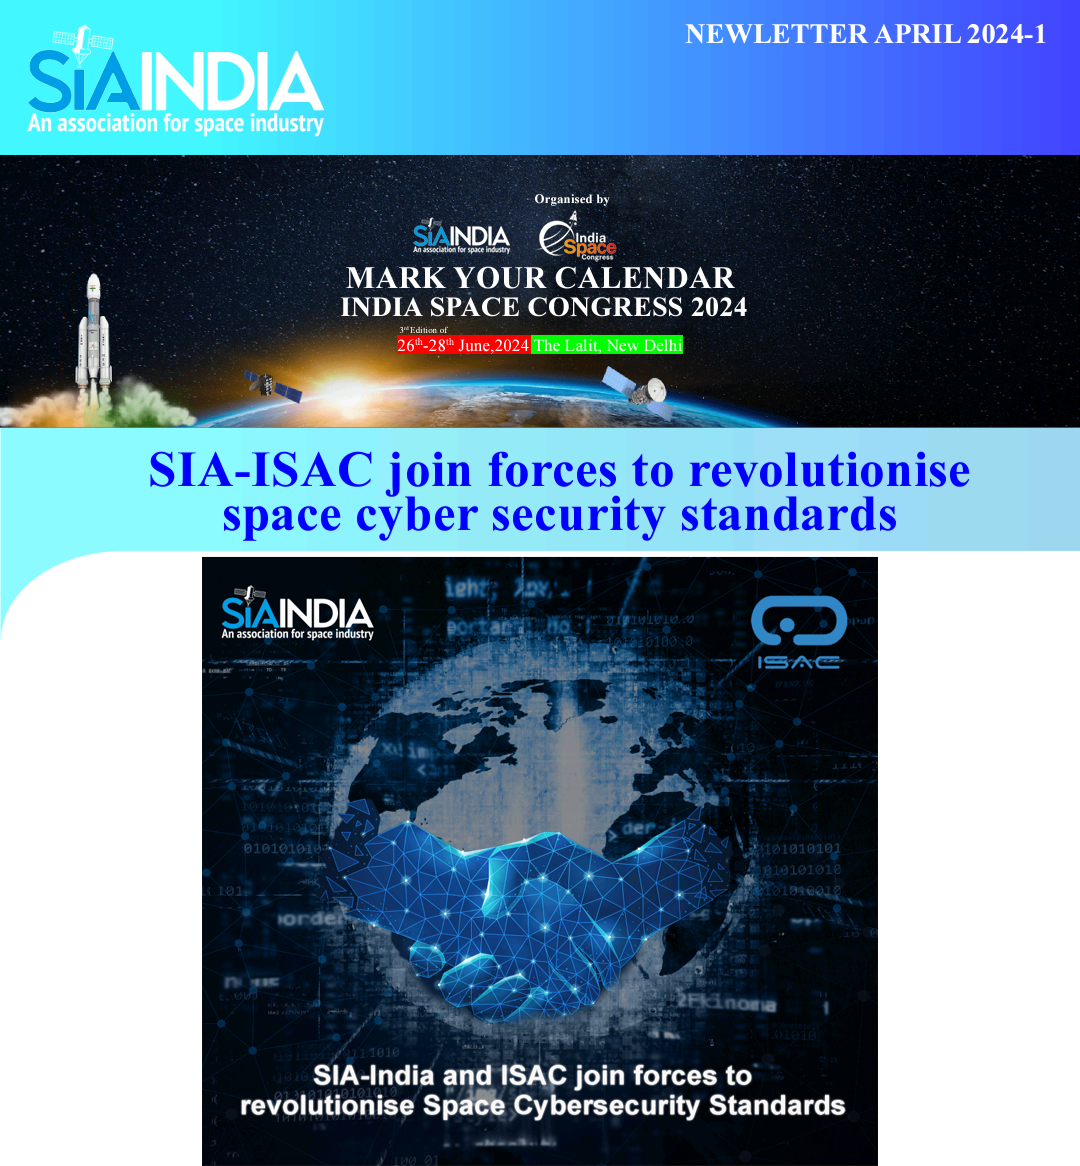 NEWLETTER APRIL 2024-1
SiAINDIA
An association for space industry
Organised by
SiAINDIA
An association for space industry
India
Space
Congress
MARK YOUR CALENDAR
INDIA SPACE CONGRESS 2024
3rd Edition of
26th-28th June,2024 The Lalit, New Delhi
SIA-ISAC join forces to revolutionise
space cyber security standards
SiAINDIA
An association for space industry
ISAC
SIA-India and ISAC join forces to
revolutionise Space Cybersecurity Standards